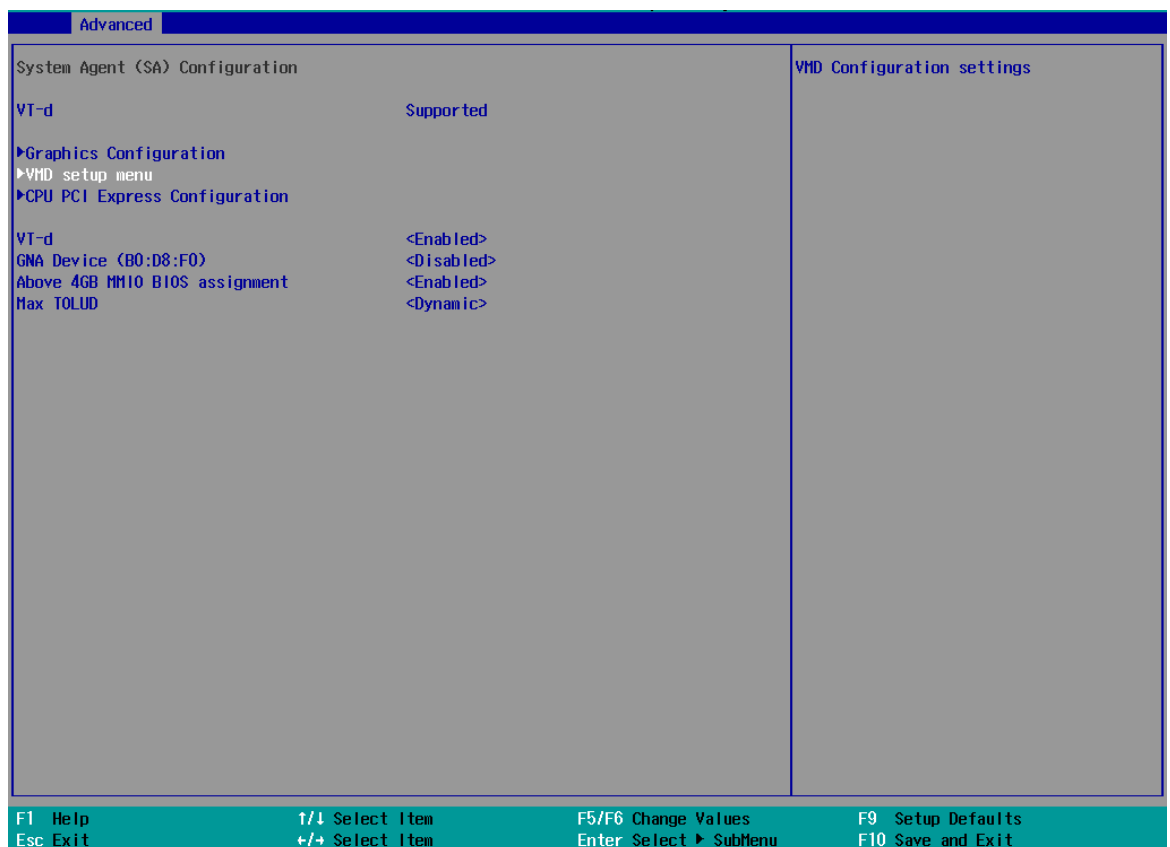 Advanced
System Agent (SA) Configuration
VMD Configuration settings
VT-d Supported
▶Graphics Configuration
▶VMD setup menu
▶CPU PCI Express Configuration
VT-d <Enabled>
GNA Device (B0:D8:F0) <Disabled>
Above 4GB MMIO BIOS assignment <Enabled>
Max TOLUD <Dynamic>
F1 Help ↑/↓ Select Item F5/F6 Change Values F9 Setup Defaults
Esc Exit ←/→ Select Item Enter Select ▶ SubMenu F10 Save and Exit